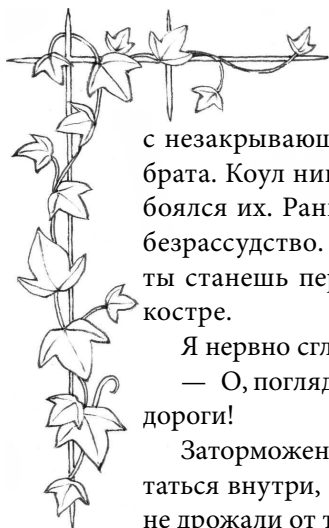 с незакрывающ
брата. Коул ни
боялся их. Ран
безрассудство.
ты станешь пер
костре.
Я нервно сгл
— О, погляд
дороги!
Заторможен
таться внутри,
не дрожали от т